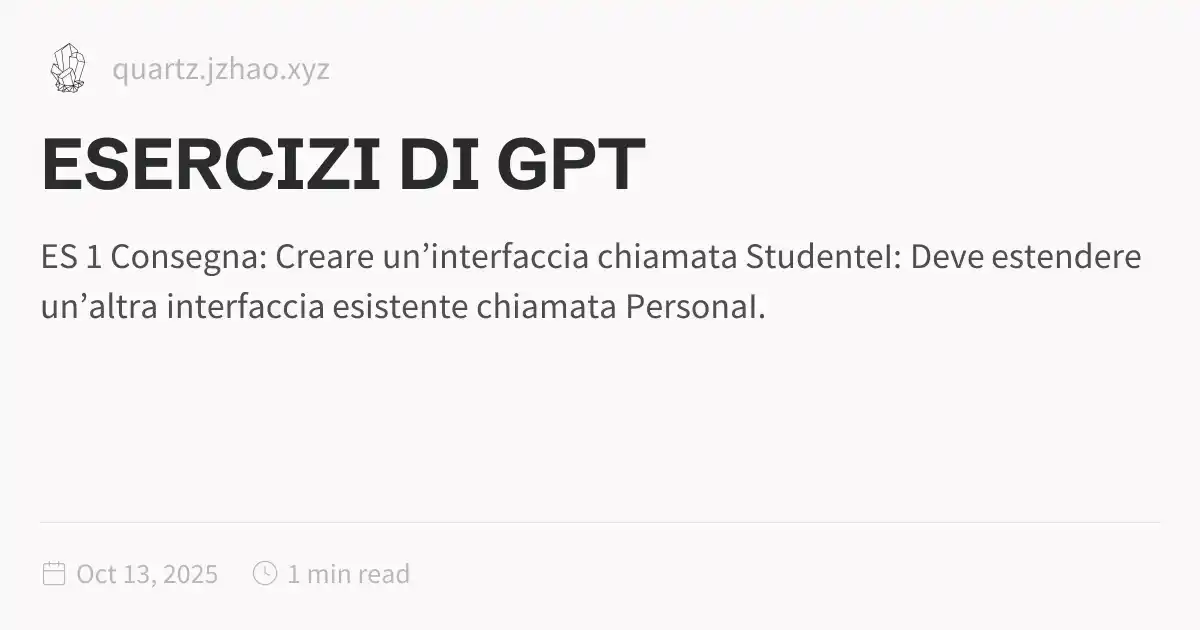 quartz.jzhao.xyz
ESERCIZI DI GPT
ES 1 Consegna: Creare un’interfaccia chiamata StudenteI: Deve estendere
un’altra interfaccia esistente chiamata PersonaI.
Oct 13, 2025 1 min read